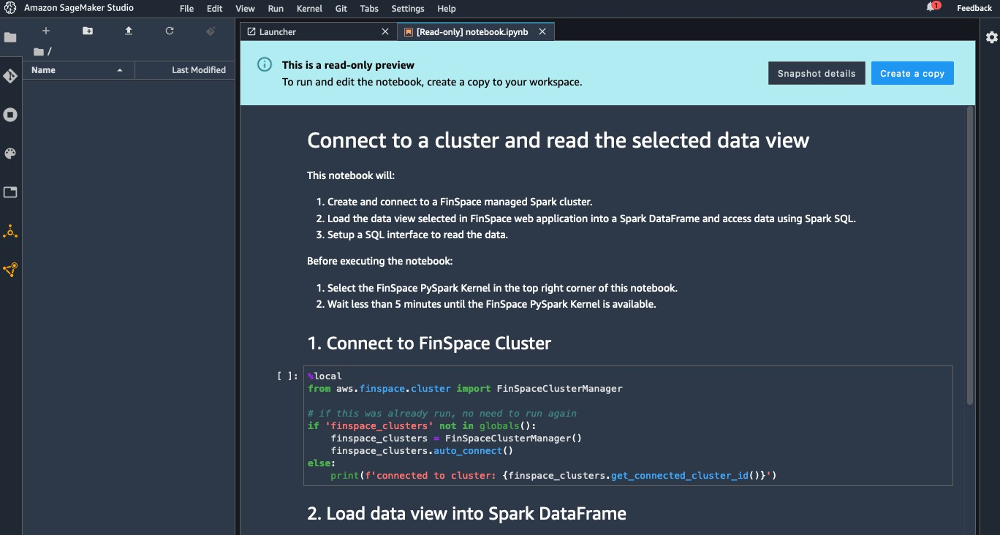 Amazon SageMaker Studio File Edit View Run Kernel Git Tabs Settings Help 1 Feedback
Launcher [Read-only] notebook.ipynb
/
Name Last Modified
This is a read-only preview
To run and edit the notebook, create a copy to your workspace.
Snapshot details Create a copy
Connect to a cluster and read the selected data view
This notebook will:
1. Create and connect to a FinSpace managed Spark cluster.
2. Load the data view selected in FinSpace web application into a Spark DataFrame and access data using Spark SQL.
3. Setup a SQL interface to read the data.
Before executing the notebook:
1. Select the FinSpace PySpark Kernel in the top right corner of this notebook.
2. Wait less than 5 minutes until the FinSpace PySpark Kernel is available.
1. Connect to FinSpace Cluster
[ ]: %local
from aws.finspace.cluster import FinSpaceClusterManager
# if this was already run, no need to run again
if 'finspace_clusters' not in globals():
    finspace_clusters = FinSpaceClusterManager()
    finspace_clusters.auto_connect()
else:
    print(f'connected to cluster: {finspace_clusters.get_connected_cluster_id()}')
2. Load data view into Spark DataFrame